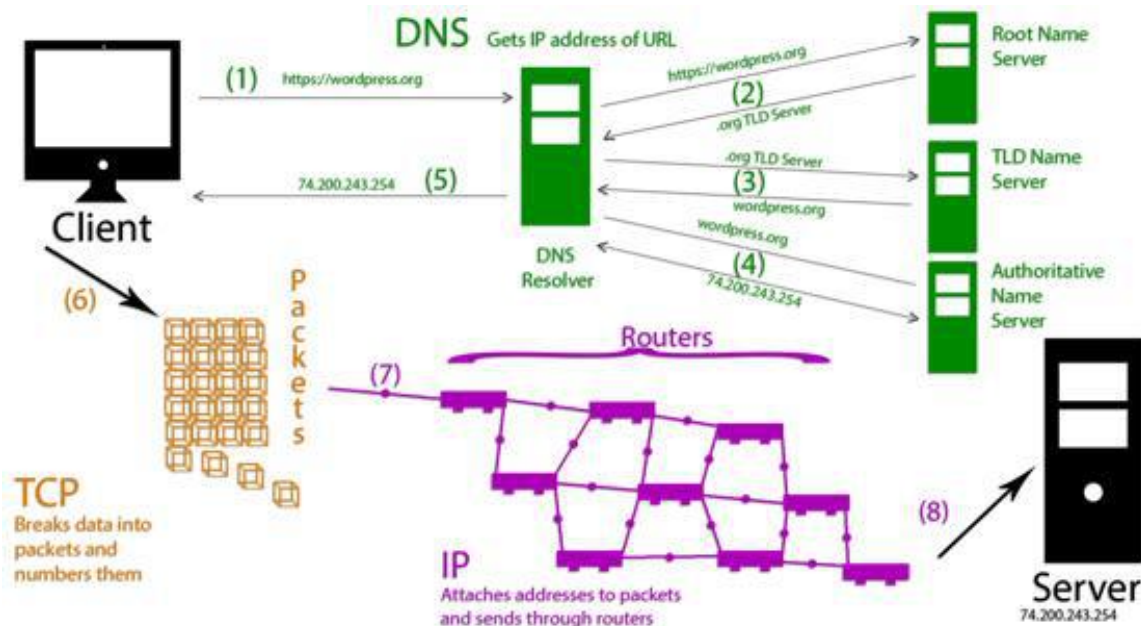 DNS Gets IP address of URL
Root Name
Server
(1) https://wordpress.org
https://wordpress.org
(2)
.org TLD Server
.org TLD Server
TLD Name
Server
(3)
wordpress.org
74.200.243.254 (5)
wordpress.org
(4)
74.200.243.254
Client
DNS
Resolver
Authoritative
Name
Server
(6)
Packets
Routers
(7)
TCP
Breaks data into
packets and
numbers them
(8)
IP
Attaches addresses to packets
and sends through routers
Server
74.200.243.254